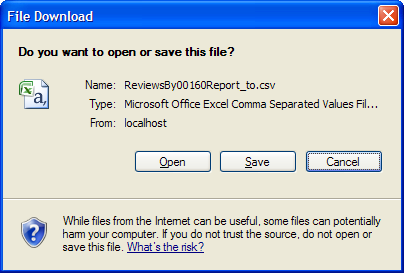 File Download
Do you want to open or save this file?
Name: ReviewsBy00160Report_to.csv
Type: Microsoft Office Excel Comma Separated Values Fil...
From: localhost
Open Save Cancel
While files from the Internet can be useful, some files can potentially
harm your computer. If you do not trust the source, do not open or
save this file. What's the risk?